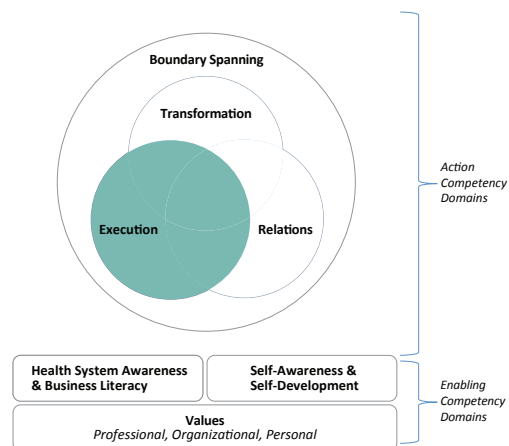 Boundary Spanning
Transformation
Execution
Relations
Action
Competency
Domains
Health System Awareness
& Business Literacy
Self-Awareness &
Self-Development
Values
Professional, Organizational, Personal
Enabling
Competency
Domains